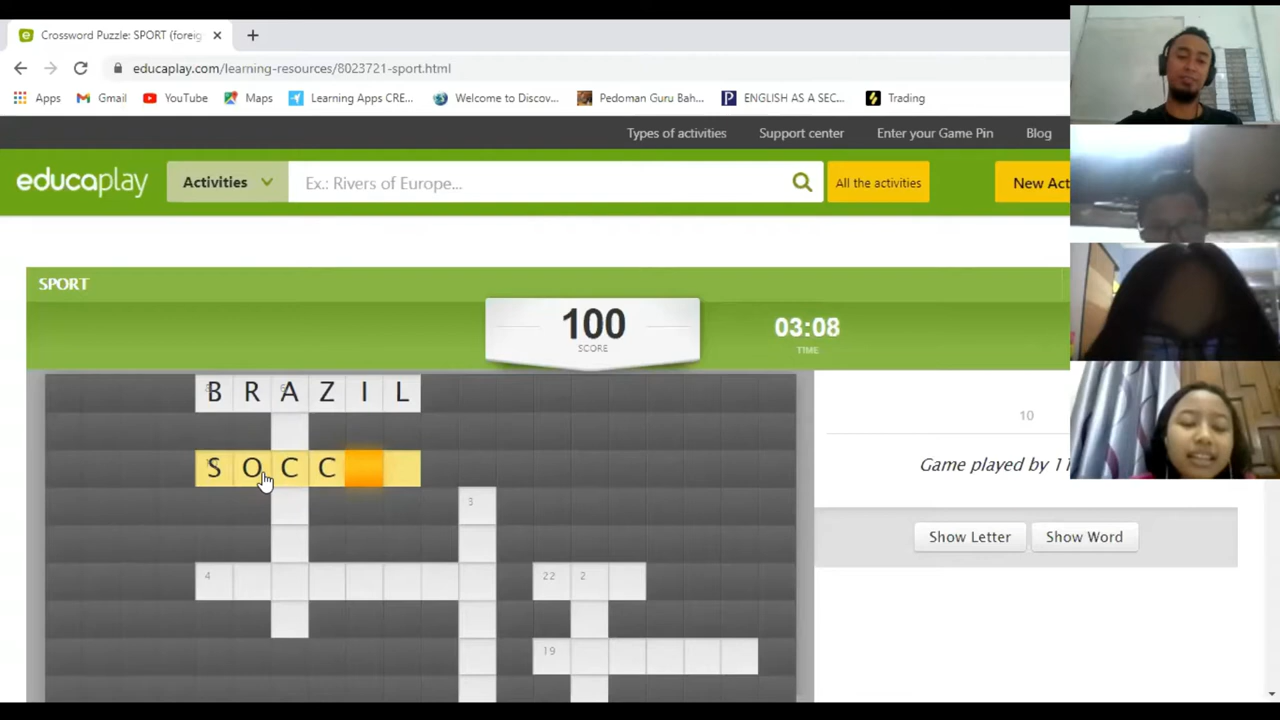 Crossword Puzzle: SPORT (foreig
educaplay.com/learning-resources/8023721-sport.html
Apps Gmail YouTube Maps Learning Apps CRE... Welcome to Discov... Pedoman Guru Bah... ENGLISH AS A SEC... Trading
Types of activities Support center Enter your Game Pin Blog
educaplay Activities Ex.: Rivers of Europe... All the activities New Act
SPORT
100
SCORE
03:08
TIME
B R A Z I L
10
S O C C
Game played by 11
3
Show Letter Show Word
4 22 2
19